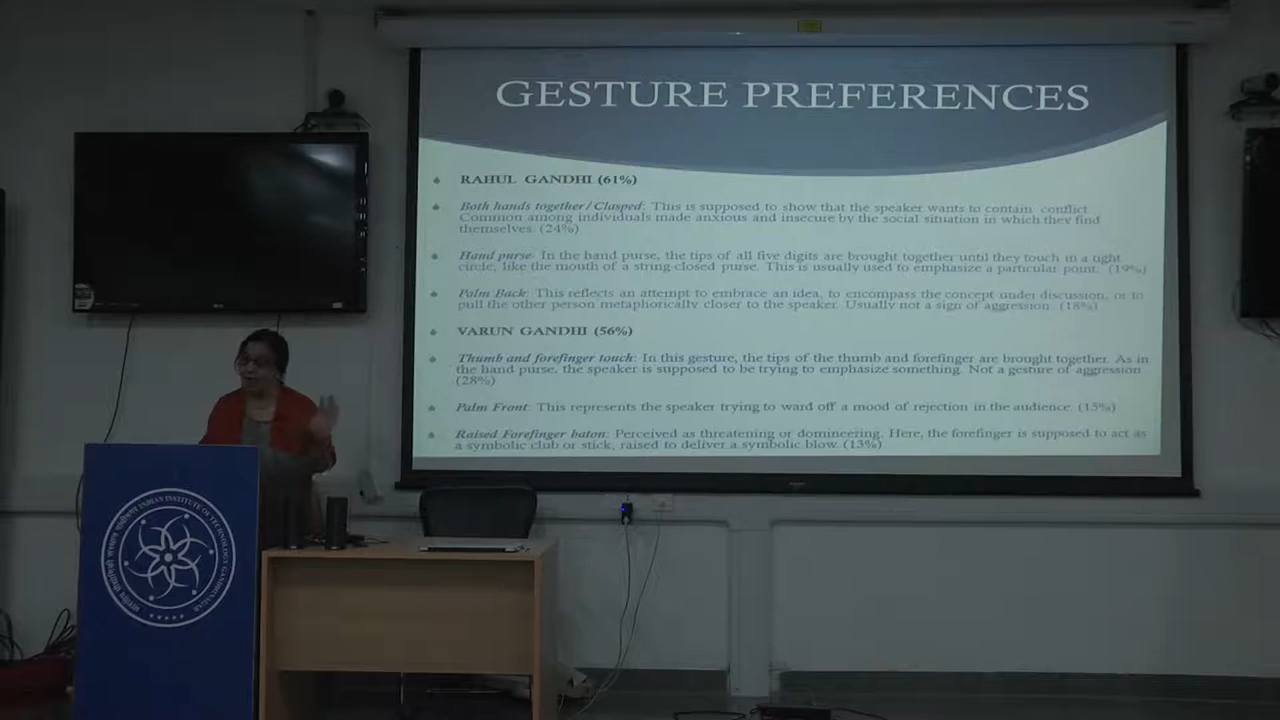 GESTURE PREFERENCES
RAHUL GANDHI (61%)
Both hands together/Clasped: This is supposed to show that the speaker wants to contain conflict.
Common among individuals made anxious and insecure by the social situation in which they find
themselves. (24%)
Hand purse: In the hand purse, the tips of all five digits are brought together until they touch in a tight
circle, like the mouth of a string-closed purse. This is usually used to emphasize a particular point. (19%)
Palm Back: This reflects an attempt to embrace an idea, to encompass the concept under discussion, or to
pull the other person metaphorically closer to the speaker. Usually not a sign of aggression. (18%)
VARUN GANDHI (56%)
Thumb and forefinger touch: In this gesture, the tips of the thumb and forefinger are brought together. As in
the hand purse, the speaker is supposed to be trying to emphasize something. Not a gesture of aggression
(28%)
Palm Front: This represents the speaker trying to ward off a mood of rejection in the audience. (15%)
Raised Forefinger baton: Perceived as threatening or domineering. Here, the forefinger is supposed to act as
a symbolic club or stick, raised to deliver a symbolic blow. (13%)
भारतीय प्रौद्योगिकी संस्थान गांधीनगर
INDIAN INSTITUTE OF TECHNOLOGY GANDHINAGAR